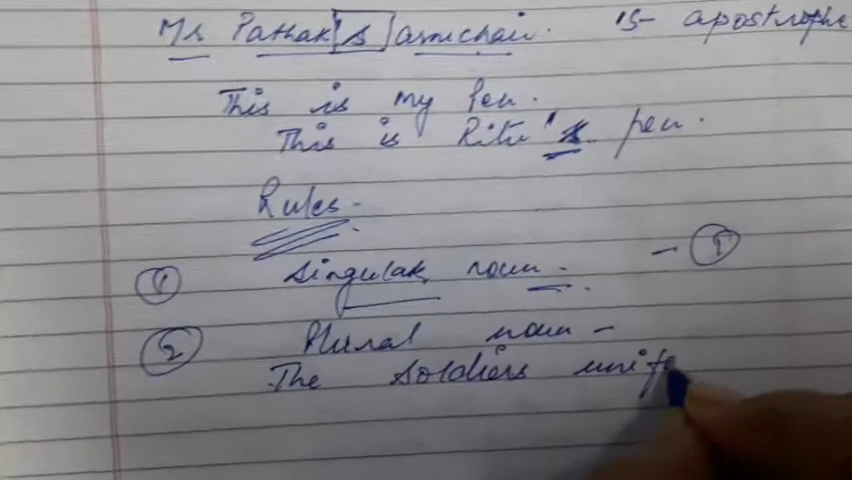 Mr Pathak's armchair. 's- apostrophe
This is my Pen.
This is Ritu's pen.
Rules.
① Singular noun. -
② Plural noun -
The soldiers unifo